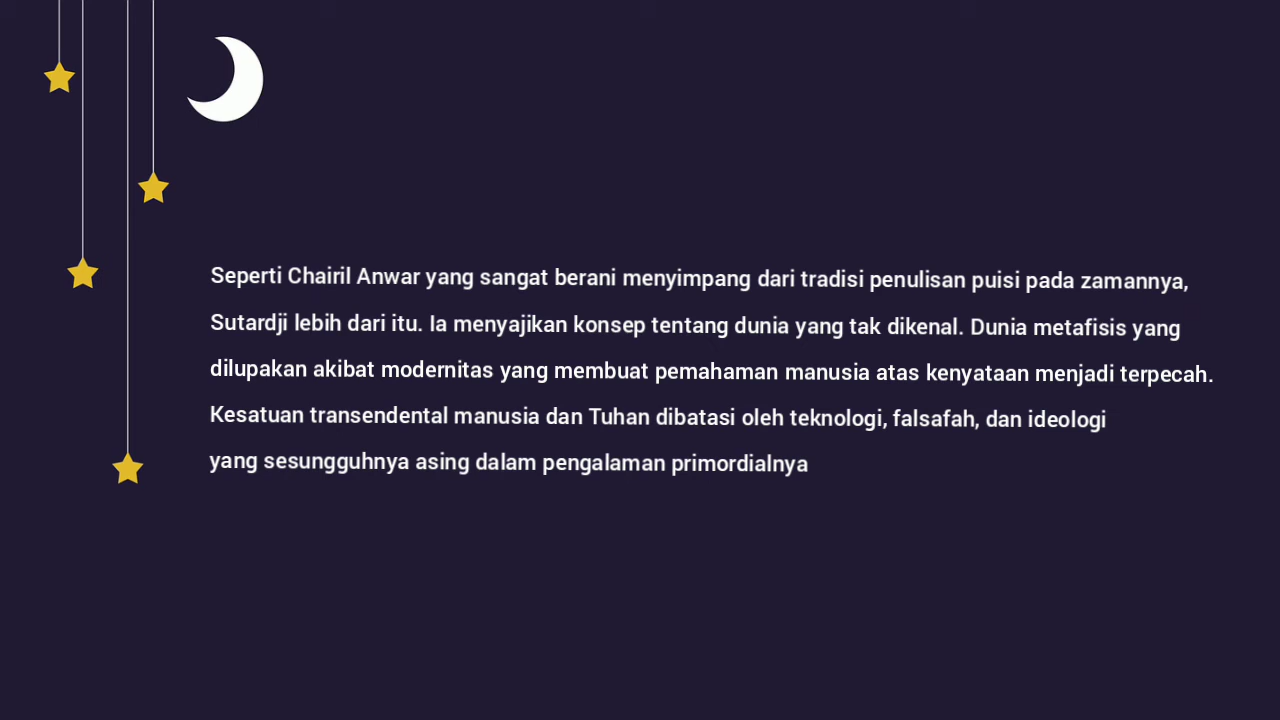 Seperti Chairil Anwar yang sangat berani menyimpang dari tradisi penulisan puisi pada zamannya,
Sutardji lebih dari itu. Ia menyajikan konsep tentang dunia yang tak dikenal. Dunia metafisis yang
dilupakan akibat modernitas yang membuat pemahaman manusia atas kenyataan menjadi terpecah.
Kesatuan transendental manusia dan Tuhan dibatasi oleh teknologi, falsafah, dan ideologi
yang sesungguhnya asing dalam pengalaman primordialnya